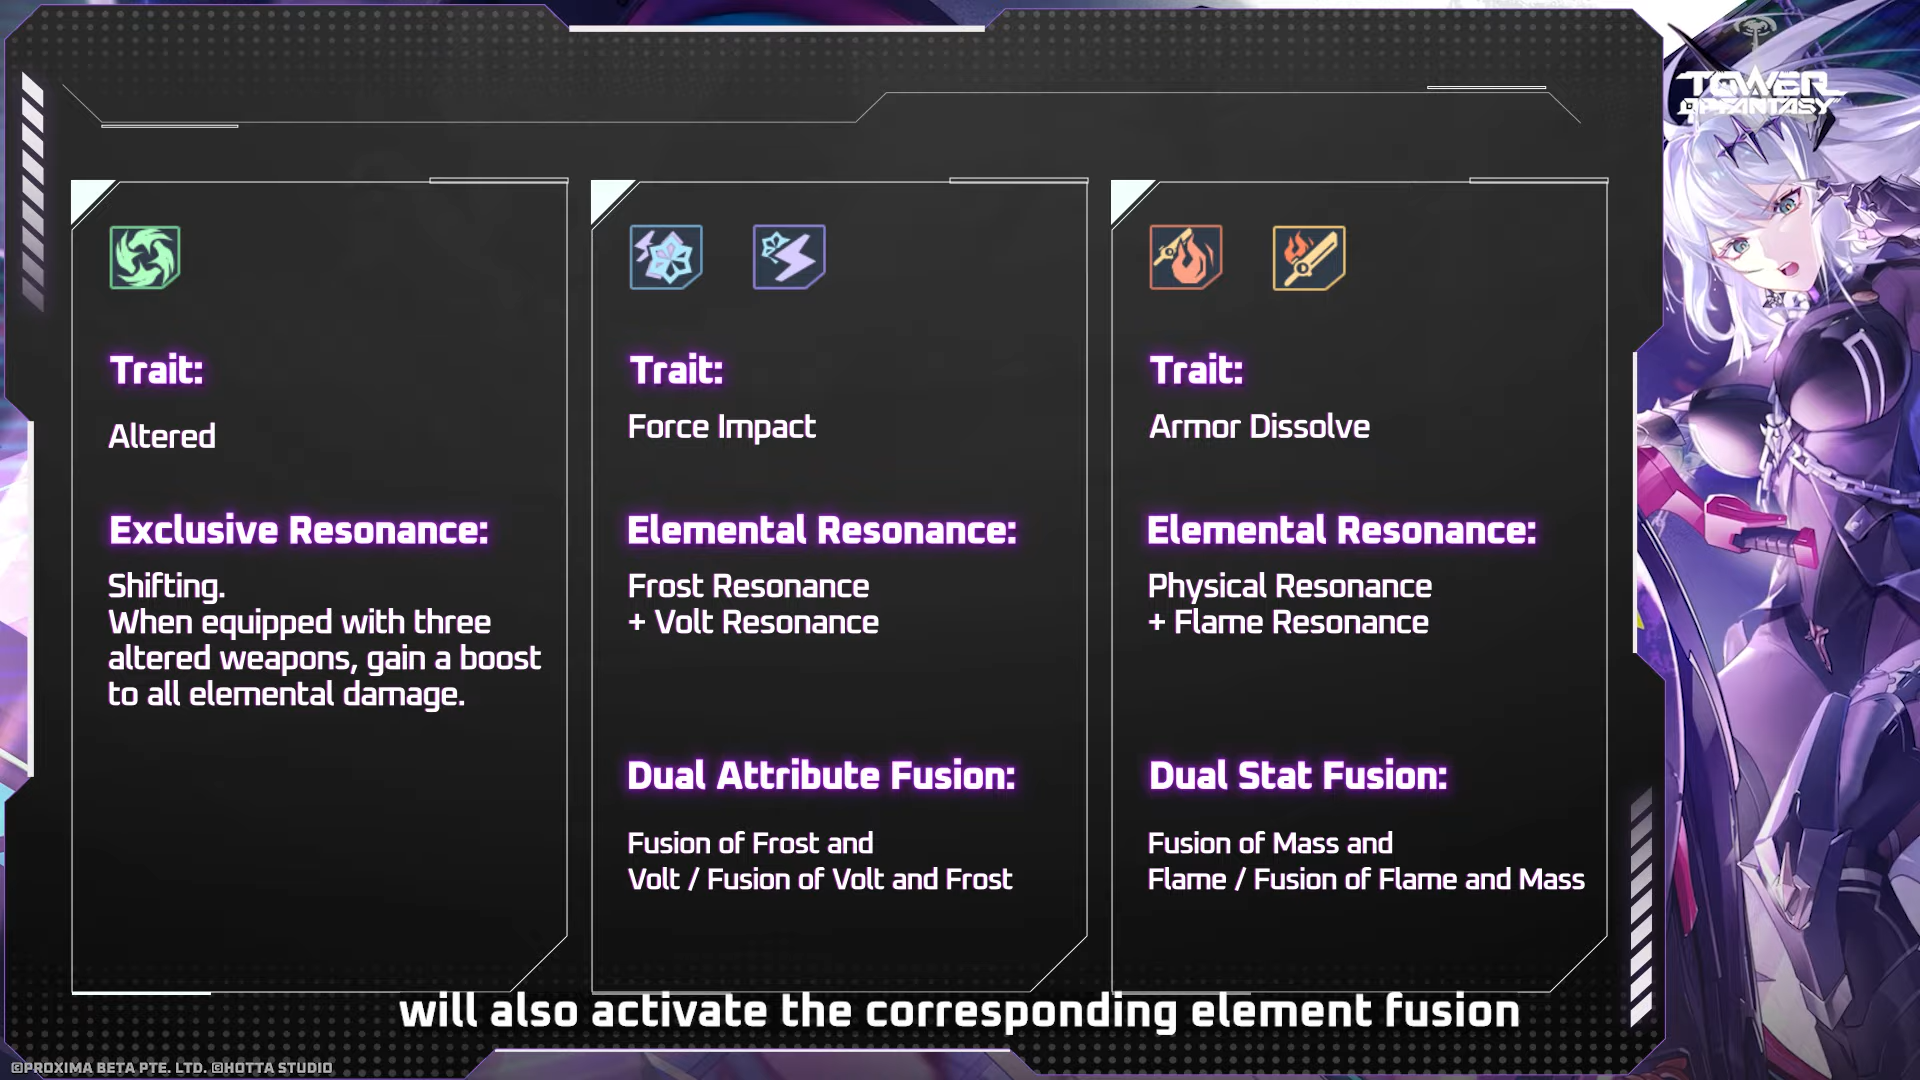 TOWER
OF FANTASY
Trait:
Altered
Exclusive Resonance:
Shifting.
When equipped with three
altered weapons, gain a boost
to all elemental damage.
Trait:
Force Impact
Elemental Resonance:
Frost Resonance
+ Volt Resonance
Dual Attribute Fusion:
Fusion of Frost and
Volt / Fusion of Volt and Frost
Trait:
Armor Dissolve
Elemental Resonance:
Physical Resonance
+ Flame Resonance
Dual Stat Fusion:
Fusion of Mass and
Flame / Fusion of Flame and Mass
will also activate the corresponding element fusion
©PROXIMA BETA PTE. LTD. ©HOTTA STUDIO